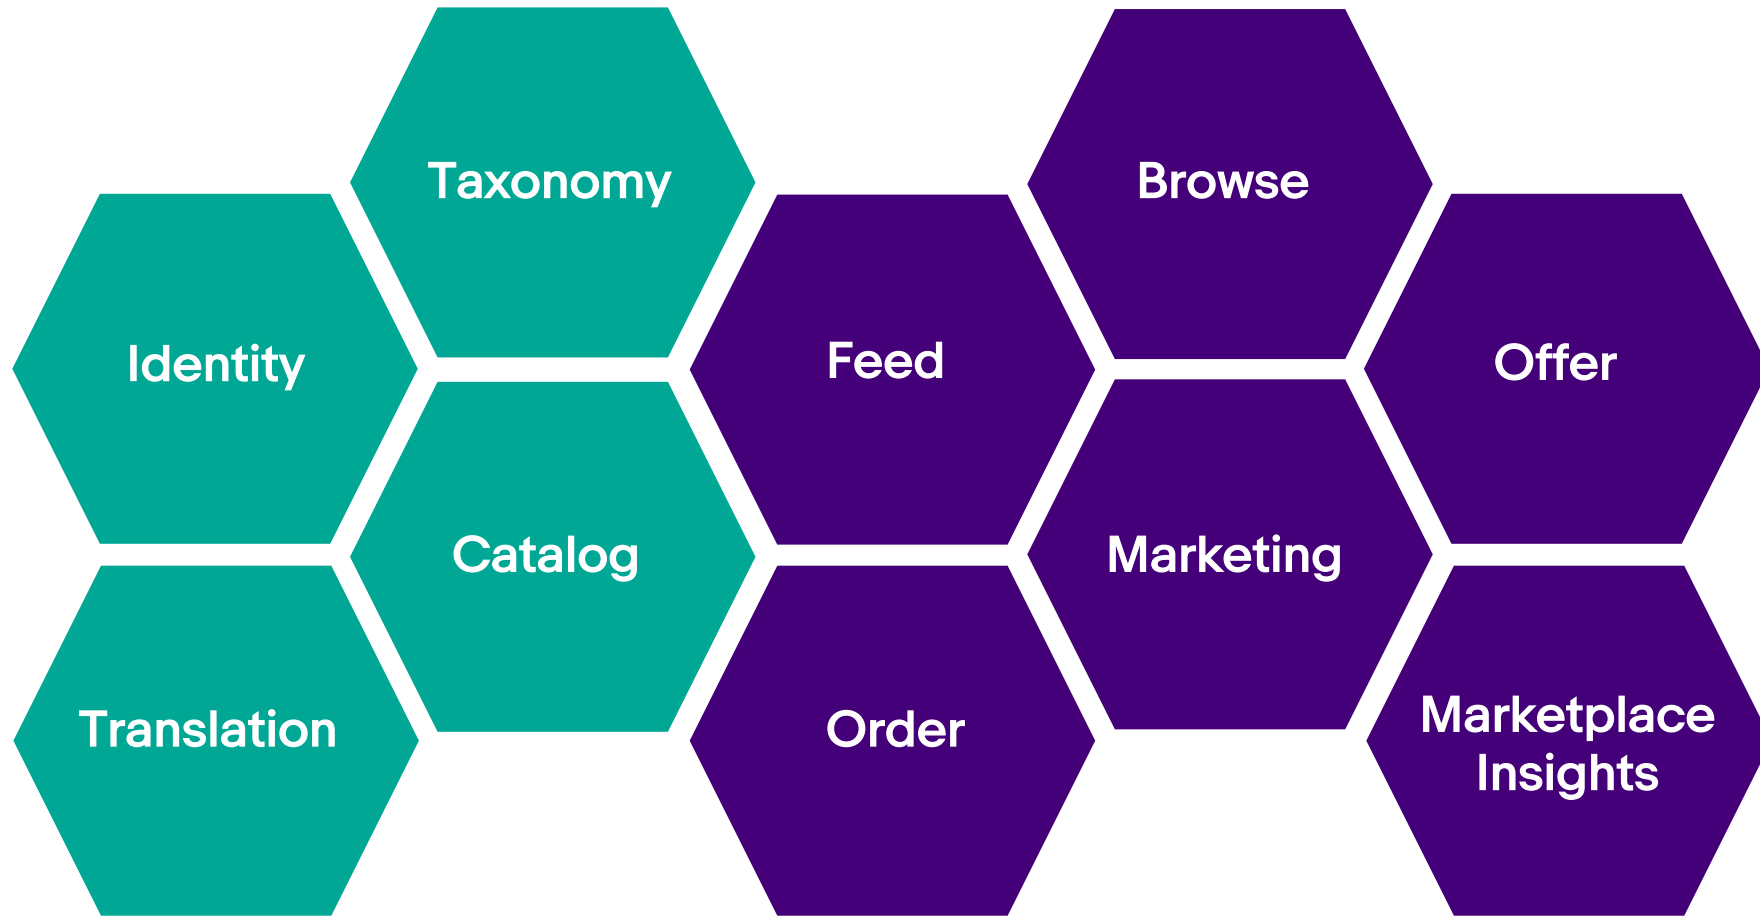 Taxonomy
Browse
Identity
Feed
Offer
Catalog
Marketing
Translation
Order
Marketplace
Insights